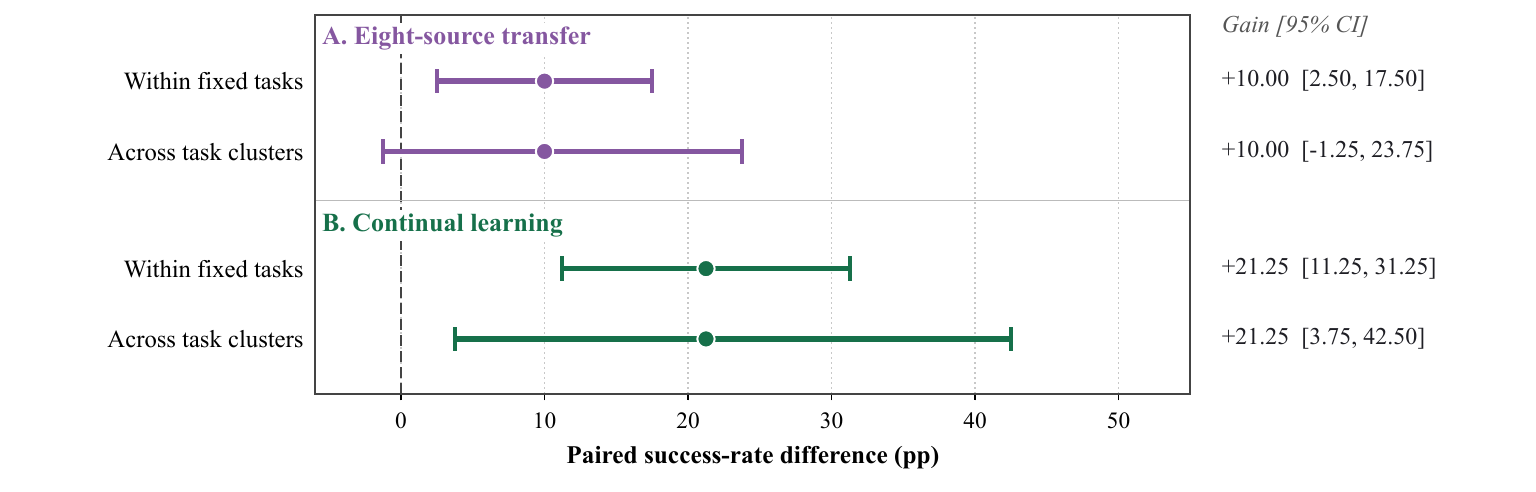 Gain [95% CI]
A. Eight-source transfer
Within fixed tasks
+10.00 [2.50, 17.50]
Across task clusters
+10.00 [-1.25, 23.75]
B. Continual learning
Within fixed tasks
+21.25 [11.25, 31.25]
Across task clusters
+21.25 [3.75, 42.50]
0 10 20 30 40 50
Paired success-rate difference (pp)